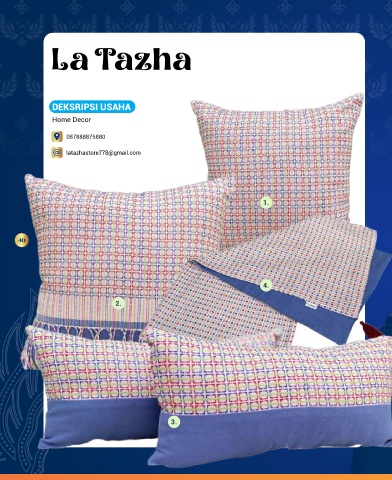 La Tazha
DEKSRIPSI USAHA
Home Decor
087888875880
latazhastore778@gmail.com
1.
40
4.
2.
3.